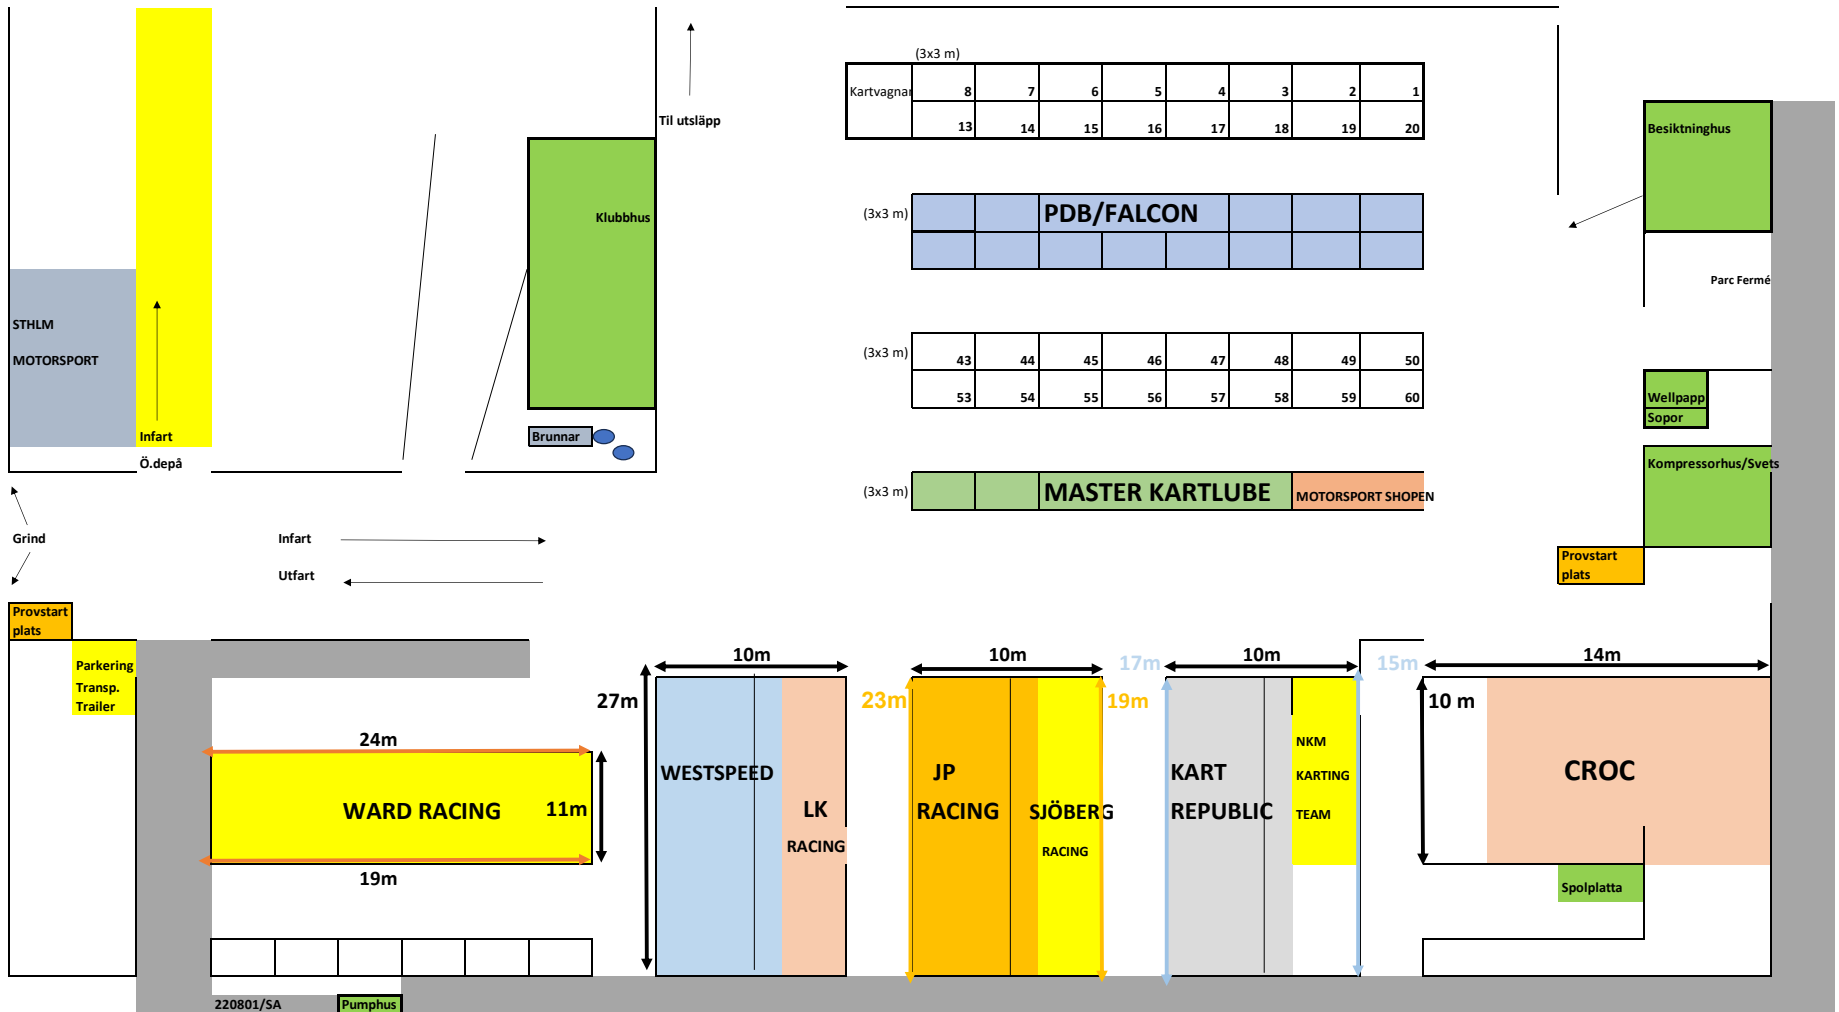 (3x3 m)
Kartvagnar 8 7 6 5 4 3 2 1
13 14 15 16 17 18 19 20
Til utsläpp
Besiktninghus
Klubbhus
(3x3 m) PDB/FALCON
Parc Fermé
STHLM
MOTORSPORT
(3x3 m) 43 44 45 46 47 48 49 50
53 54 55 56 57 58 59 60
Wellpapp
Sopor
Infart
Ö.depå
Brunnar
Kompressorhus/Svets
(3x3 m) MASTER KARTLUBE MOTORSPORT SHOPEN
Grind
Infart
Utfart
Provstart
plats
Provstart
plats
Parkering
Transp.
Trailer
10m 10m 17m 10m 15m 14m
27m 23m 19m 10 m
24m
WARD RACING 11m
19m
WESTSPEED
LK
RACING
JP
RACING
SJÖBERG
RACING
KART
REPUBLIC
NKM
KARTING
TEAM
CROC
Spolplatta
220801/SA Pumphus